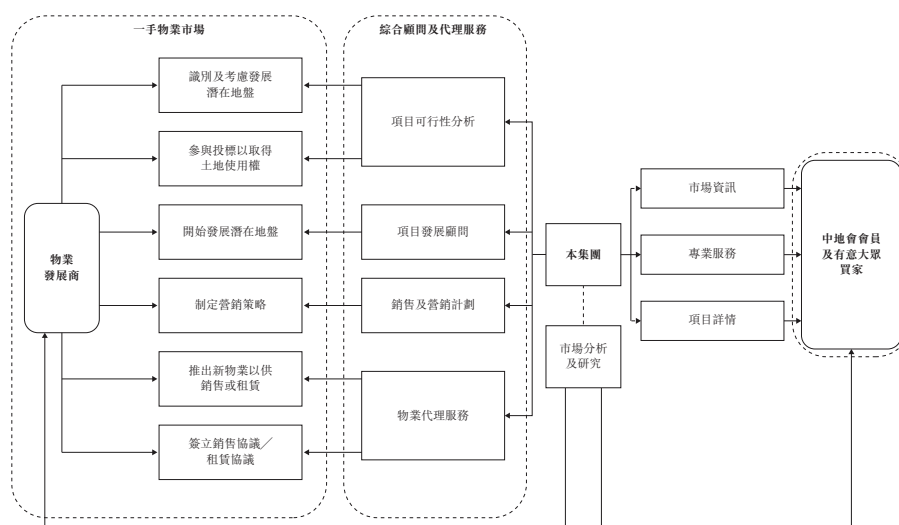 一手物業市場
綜合顧問及代理服務
識別及考慮發展
潛在地盤
參與投標以取得
土地使用權
開始發展潛在地盤
制定營銷策略
推出新物業以供
銷售或租賃
簽立銷售協議／
租賃協議
物業
發展商
項目可行性分析
項目發展顧問
銷售及營銷計劃
物業代理服務
本集團
市場分析
及研究
市場資訊
專業服務
項目詳情
中地會會員
及有意大眾
買家